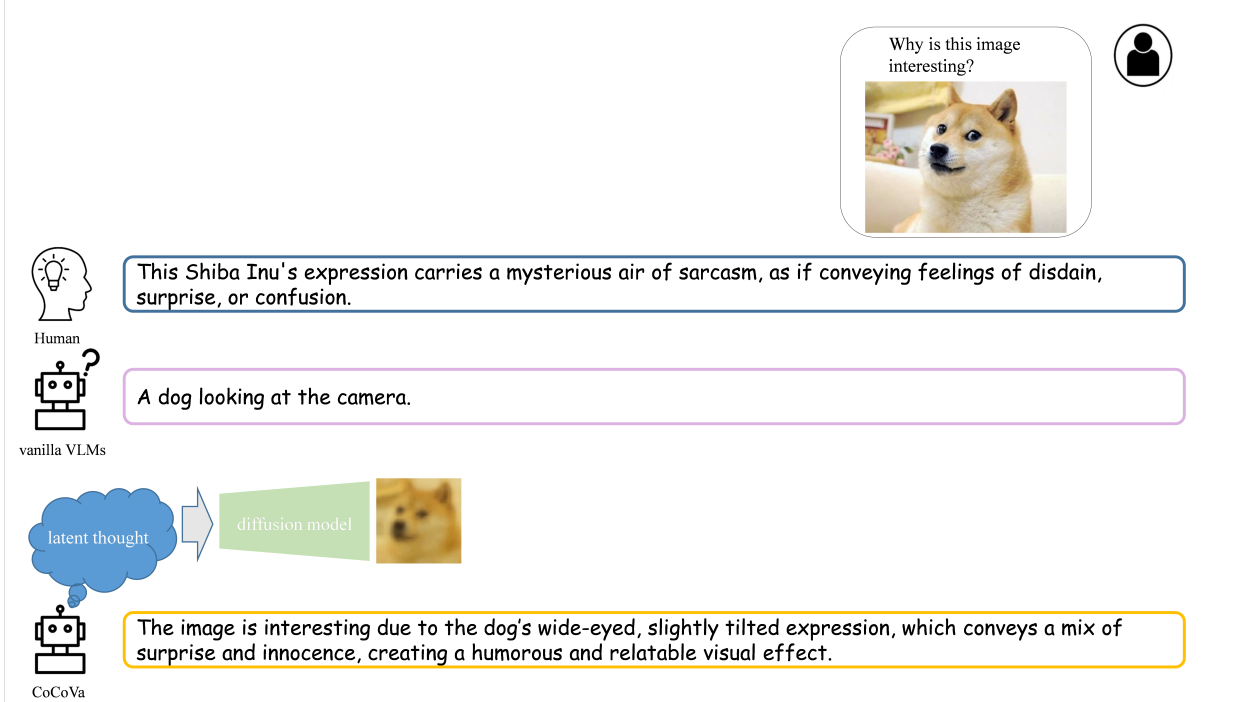 Why is this image
interesting?
This Shiba Inu's expression carries a mysterious air of sarcasm, as if conveying feelings of disdain,
surprise, or confusion.
Human
A dog looking at the camera.
vanilla VLMs
latent thought
diffusion model
The image is interesting due to the dog’s wide-eyed, slightly tilted expression, which conveys a mix of
surprise and innocence, creating a humorous and relatable visual effect.
CoCoVa